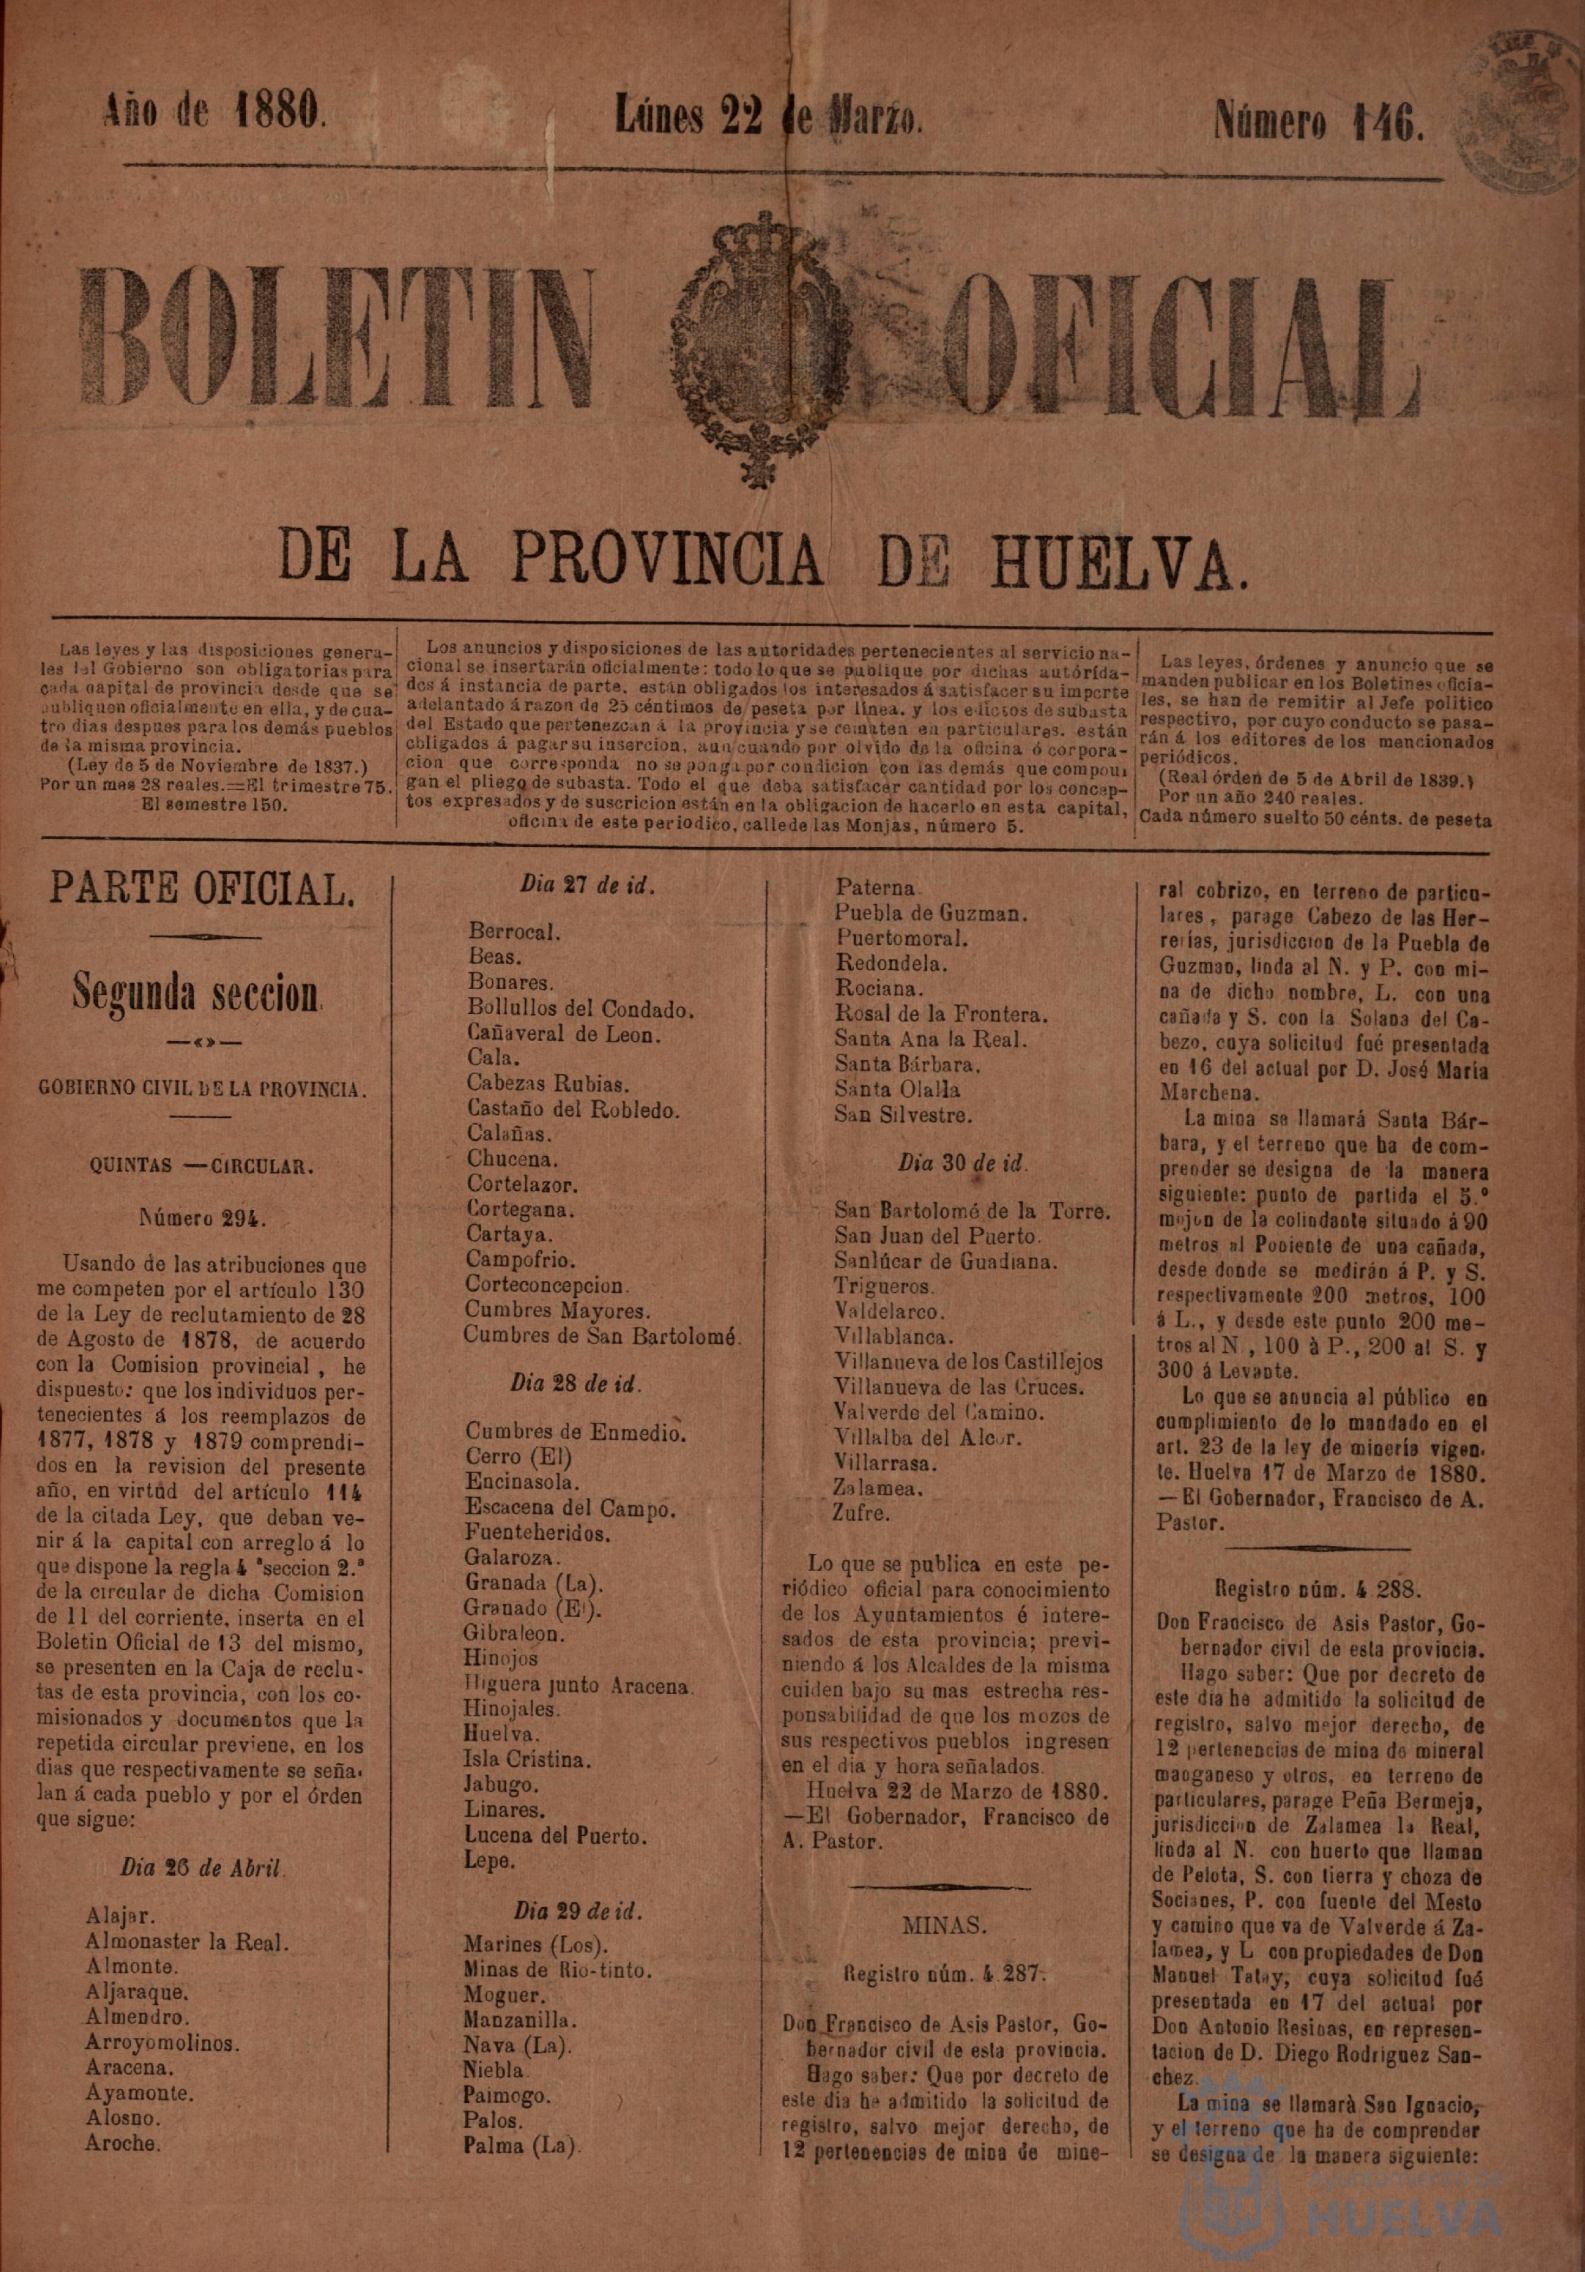 Año de 1880.
Lúnes 22 de Marzo.
Número 146.
BOLETIN OFICIAL
DE LA PROVINCIA DE HUELVA.
Las leyes y las disposiciones genera-
les del Gobierno son obligatorias para
cada capital de provincia desde que se
publiquen oficialmente en ella, y de cua-
tro dias despues para los demás pueblos
de la misma provincia.
(Ley de 5 de Noviembre de 1837.)
Por un mes 28 reales.=El trimestre 75.
El semestre 150.
Los anuncios y disposiciones de las autoridades pertenecientes al servicio na-
cional se insertarán oficialmente: todo lo que se publique por dichas autórida-
des á instancia de parte, están obligados los interesados á satisfacer su importe
adelantado á razon de 25 céntimos de peseta por línea. y los edictos de subasta
del Estado que pertenezcan á la provincia y se rematen en particulares. están
obligados á pagar su insercion, aun cuando por olvido de la oficina ó corpora-
cion que corresponda no se ponga por condicion con las demás que compon
gan el pliego de subasta. Todo el que deba satisfacer cantidad por los concep-
tos expresados y de suscricion están en la obligacion de hacerlo en esta capital,
oficina de este periodico, calle de las Monjas, número 5.
Las leyes, órdenes y anuncio que se
manden publicar en los Boletines oficia-
les, se han de remitir al Jefe politico
respectivo, por cuyo conducto se pasa-
rán á los editores de los mencionados
periódicos.
(Real órden de 5 de Abril de 1839.)
Por un año 240 reales.
Cada número suelto 50 cénts. de peseta
PARTE OFICIAL.
Segunda seccion.
GOBIERNO CIVIL DE LA PROVINCIA.
QUINTAS —CIRCULAR.
Número 294.
Usando de las atribuciones que
me competen por el artículo 130
de la Ley de reclutamiento de 28
de Agosto de 1878, de acuerdo
con la Comision provincial, he
dispuesto: que los individuos per-
tenecientes á los reemplazos de
1877, 1878 y 1879 comprendi-
dos en la revision del presente
año, en virtud del artículo 114
de la citada Ley, que deban ve-
nir á la capital con arreglo á lo
que dispone la regla 4 ª seccion 2.ª
de la circular de dicha Comision
de 11 del corriente, inserta en el
Boletin Oficial de 13 del mismo,
se presenten en la Caja de reclu-
tas de esta provincia, con los co-
misionados y documentos que la
repetida circular previene, en los
dias que respectivamente se seña-
lan á cada pueblo y por el órden
que sigue:
Dia 26 de Abril.
Alajar.
Almonaster la Real.
Almonte.
Aljaraque.
Almendro.
Arroyomolinos.
Aracena.
Ayamonte.
Alosno.
Aroche.
Dia 27 de id.
Berrocal.
Beas.
Bonares.
Bollullos del Condado.
Cañaveral de Leon.
Cala.
Cabezas Rubias.
Castaño del Robledo.
Calañas.
Chucena.
Cortelazor.
Cortegana.
Cartaya.
Campofrio.
Corteconcepcion.
Cumbres Mayores.
Cumbres de San Bartolomé.
Dia 28 de id.
Cumbres de Enmedio.
Cerro (El)
Encinasola.
Escacena del Campo.
Fuenteheridos.
Galaroza.
Granada (La).
Granado (El).
Gibraleon.
Hinojos
Higuera junto Aracena.
Hinojales.
Huelva.
Isla Cristina.
Jabugo.
Linares.
Lucena del Puerto.
Lepe.
Dia 29 de id.
Marines (Los).
Minas de Rio-tinto.
Moguer.
Manzanilla.
Nava (La).
Niebla.
Paimogo.
Palos.
Palma (La).
Paterna.
Puebla de Guzman.
Puertomoral.
Redondela.
Rociana.
Rosal de la Frontera.
Santa Ana la Real.
Santa Bárbara.
Santa Olalla
San Silvestre.
Dia 30 de id.
San Bartolomé de la Torre.
San Juan del Puerto.
Sanlúcar de Guadiana.
Trigueros.
Valdelarco.
Villablanca.
Villanueva de los Castillejos
Villanueva de las Cruces.
Valverde del Camino.
Villalba del Alcor.
Villarrasa.
Zalamea.
Zufre.
Lo que se publica en este pe-
riódico oficial para conocimiento
de los Ayuntamientos é intere-
sados de esta provincia; previ-
niendo á los Alcaldes de la misma
cuiden bajo su mas estrecha res-
ponsabilidad de que los mozos de
sus respectivos pueblos ingresen
en el dia y hora señalados.
Huelva 22 de Marzo de 1880.
—El Gobernador, Francisco de
A. Pastor.
MINAS.
Registro núm. 4.287.
Don Francisco de Asis Pastor, Go-
bernador civil de esta provincia.
Hago saber: Que por decreto de
este dia he admitido la solicitud de
registro, salvo mejor derecho, de
12 pertenencias de mina de mine-
ral cobrizo, en terreno de particu-
lares, parage Cabezo de las Her-
rerías, jurisdiccion de la Puebla de
Guzman, linda al N. y P. con mi-
na de dicho nombre, L. con una
cañada y S. con la Solana del Ca-
bezo, cuya solicitud fué presentada
en 16 del actual por D. José María
Marchena.
La mina se llamará Santa Bár-
bara, y el terreno que ha de com-
prender se designa de la manera
siguiente: punto de partida el 5.º
mojon de la colindante situado á 90
metros al Poniente de una cañada,
desde donde se medirán á P. y S.
respectivamente 200 metros, 100
á L., y desde este punto 200 me-
tros al N., 100 à P., 200 al S. y
300 á Levante.
Lo que se anuncia al público en
cumplimiento de lo mandado en el
art. 23 de la ley de minería vigen-
te. Huelva 17 de Marzo de 1880.
—El Gobernador, Francisco de A.
Pastor.
Registro núm. 4.288.
Don Francisco de Asis Pastor, Go-
bernador civil de esta provincia.
Hago saber: Que por decreto de
este dia he admitido la solicitud de
registro, salvo mejor derecho, de
12 pertenencias de mina de mineral
manganeso y otros, en terreno de
particulares, parage Peña Bermeja,
jurisdiccion de Zalamea la Real,
linda al N. con huerto que llaman
de Pelota, S. con tierra y choza de
Socianes, P. con fuente del Mesto
y camino que va de Valverde á Za-
lamea, y L con propiedades de Don
Manuel Talay, cuya solicitud fué
presentada en 17 del actual por
Don Antonio Resinas, en represen-
tacion de D. Diego Rodriguez San-
chez.
La mina se llamarà San Ignacio,
y el terreno que ha de comprender
se designa de la manera siguiente:
HUELVA